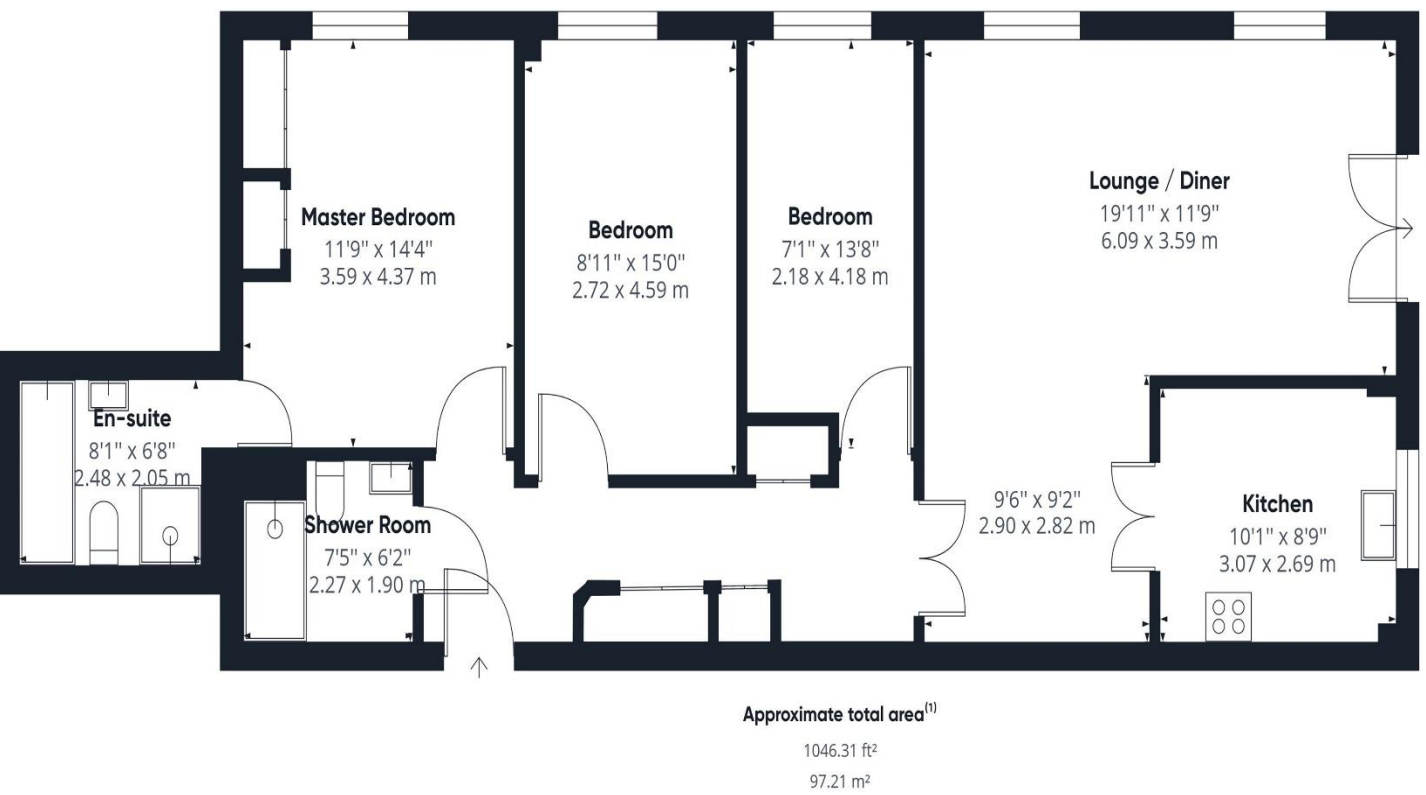 Master Bedroom
11'9" x 14'4"
3.59 x 4.37 m
Bedroom
8'11" x 15'0"
2.72 x 4.59 m
Bedroom
7'1" x 13'8"
2.18 x 4.18 m
Lounge / Diner
19'11" x 11'9"
6.09 x 3.59 m
En-suite
8'1" x 6'8"
2.48 x 2.05 m
Shower Room
7'5" x 6'2"
2.27 x 1.90 m
9'6" x 9'2"
2.90 x 2.82 m
Kitchen
10'1" x 8'9"
3.07 x 2.69 m
Approximate total area(1)
1046.31 ft²
97.21 m²